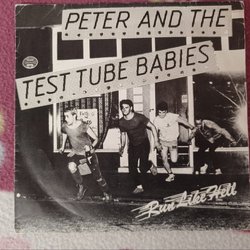 PETER AND THE
TEST TUBE BABIES
Run Like Hell